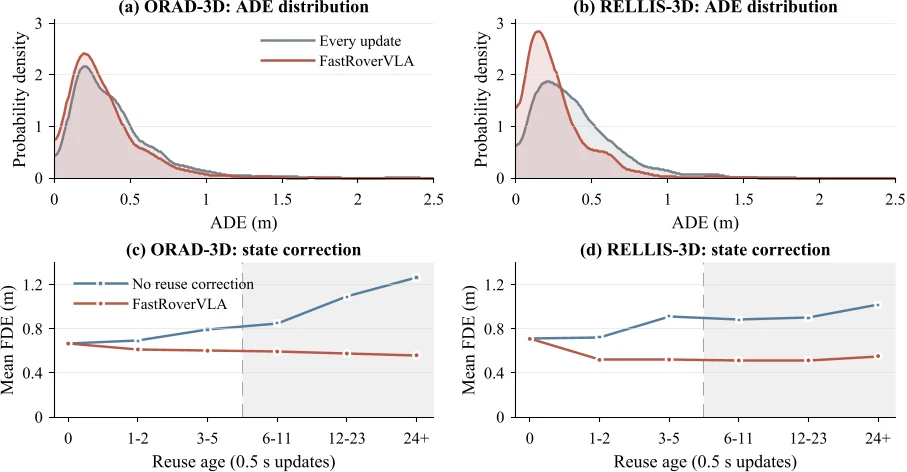 (a) ORAD-3D: ADE distribution
Probability density
3
2
1
0
Every update
FastRoverVLA
0 0.5 1 1.5 2 2.5
ADE (m)
(b) RELLIS-3D: ADE distribution
Probability density
3
2
1
0
0 0.5 1 1.5 2 2.5
ADE (m)
(c) ORAD-3D: state correction
Mean FDE (m)
1.2
0.8
0.4
0
No reuse correction
FastRoverVLA
0 1-2 3-5 6-11 12-23 24+
Reuse age (0.5 s updates)
(d) RELLIS-3D: state correction
Mean FDE (m)
1.2
0.8
0.4
0
0 1-2 3-5 6-11 12-23 24+
Reuse age (0.5 s updates)